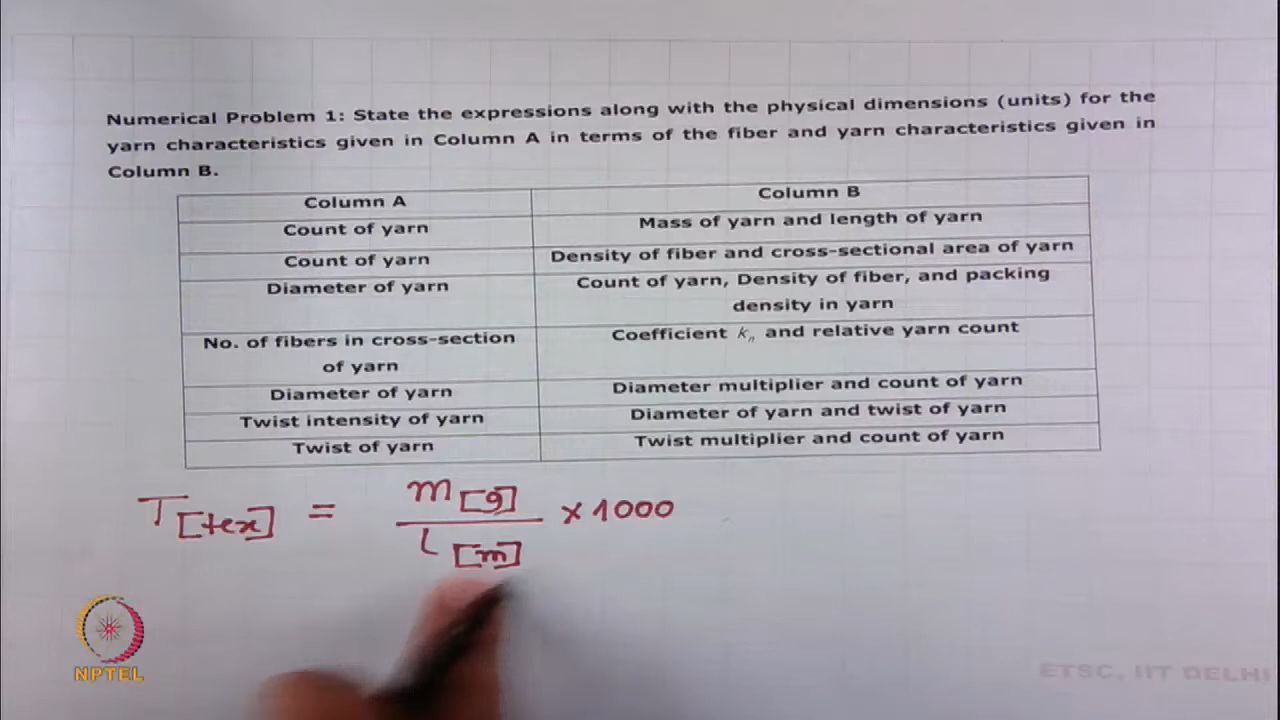 Numerical Problem 1: State the expressions along with the physical dimensions (units) for the
yarn characteristics given in Column A in terms of the fiber and yarn characteristics given in
Column B.
Column A Column B
Count of yarn Mass of yarn and length of yarn
Count of yarn Density of fiber and cross-sectional area of yarn
Diameter of yarn Count of yarn, Density of fiber, and packing
density in yarn
No. of fibers in cross-section Coefficient kₙ and relative yarn count
of yarn
Diameter of yarn Diameter multiplier and count of yarn
Twist intensity of yarn Diameter of yarn and twist of yarn
Twist of yarn Twist multiplier and count of yarn
T[tex] = m[g] × 1000
l[m]
NPTEL
ETSC, IIT DELHI